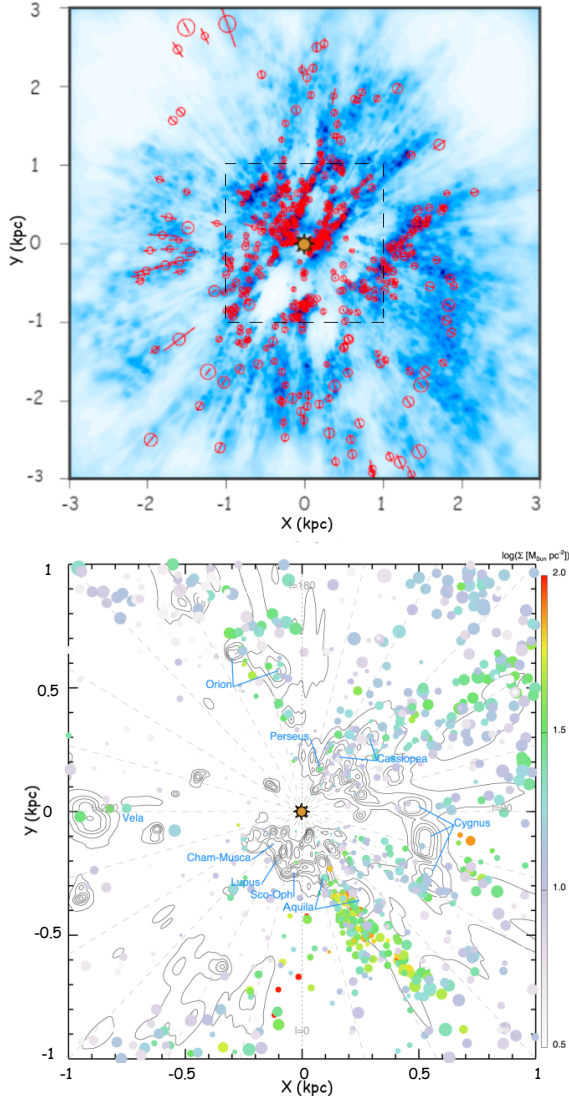 3
2
1
0
-1
-2
-3
Y (kpc)
-3 -2 -1 0 1 2 3
X (kpc)
log(Σ [M_Sun pc^-2])
1
0.5
0
-0.5
-1
Y (kpc)
l=180
Orion
Perseus
Cassiopea
l=90
Vela
Cygnus
Cham-Musca
Lupus
Sco-Oph
Aquila
l=0
2.0
1.5
1.0
0.5
-1 -0.5 0 0.5 1
X (kpc)